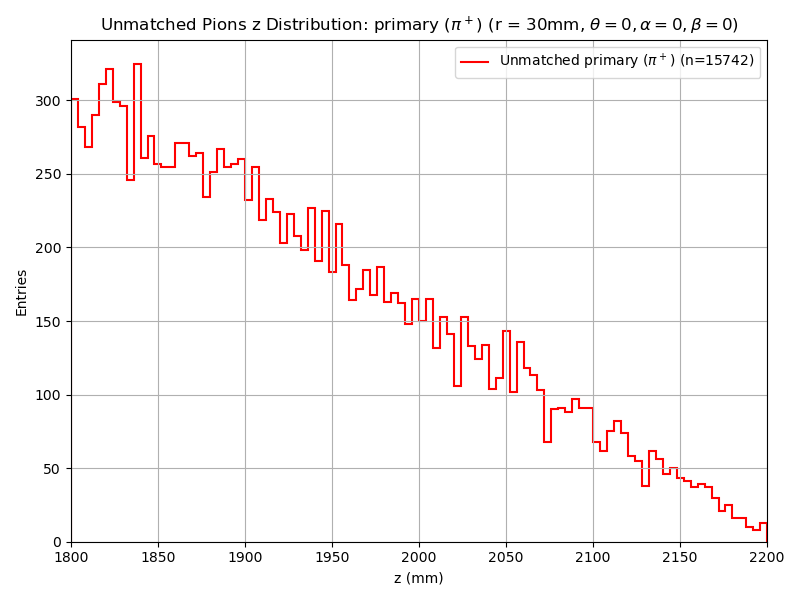 Unmatched Pions z Distribution: primary (π⁺) (r = 30mm, θ = 0, α = 0, β = 0)
Unmatched primary (π⁺) (n=15742)
Entries
300
250
200
150
100
50
0
1800 1850 1900 1950 2000 2050 2100 2150 2200
z (mm)